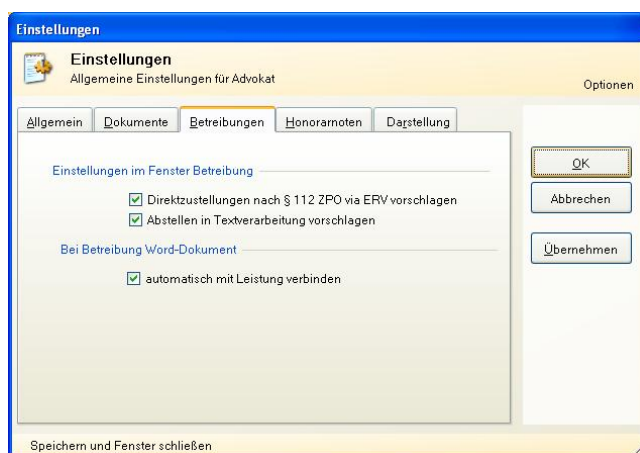 Einstellungen
Einstellungen
Allgemeine Einstellungen für Advokat
Optionen
Allgemein Dokumente Betreibungen Honorarnoten Darstellung
Einstellungen im Fenster Betreibung
Direktzustellungen nach § 112 ZPO via ERV vorschlagen
Abstellen in Textverarbeitung vorschlagen
Bei Betreibung Word-Dokument
automatisch mit Leistung verbinden
OK
Abbrechen
Übernehmen
Speichern und Fenster schließen